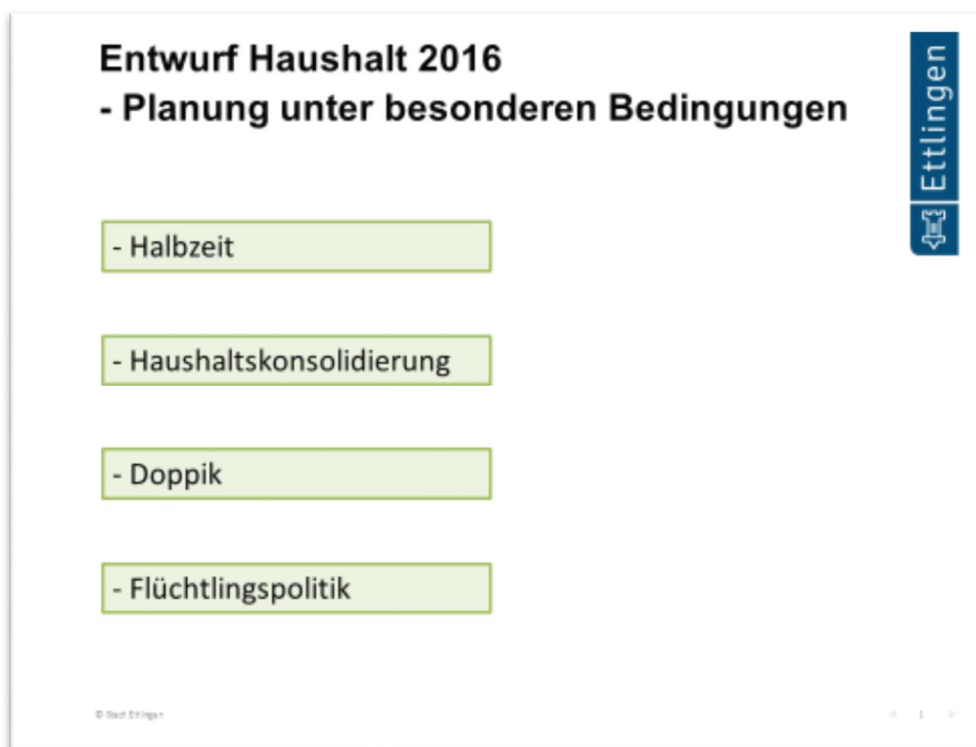 Entwurf Haushalt 2016
- Planung unter besonderen Bedingungen
Ettlingen
- Halbzeit
- Haushaltskonsolidierung
- Doppik
- Flüchtlingspolitik
© Stadt Ettlingen
1